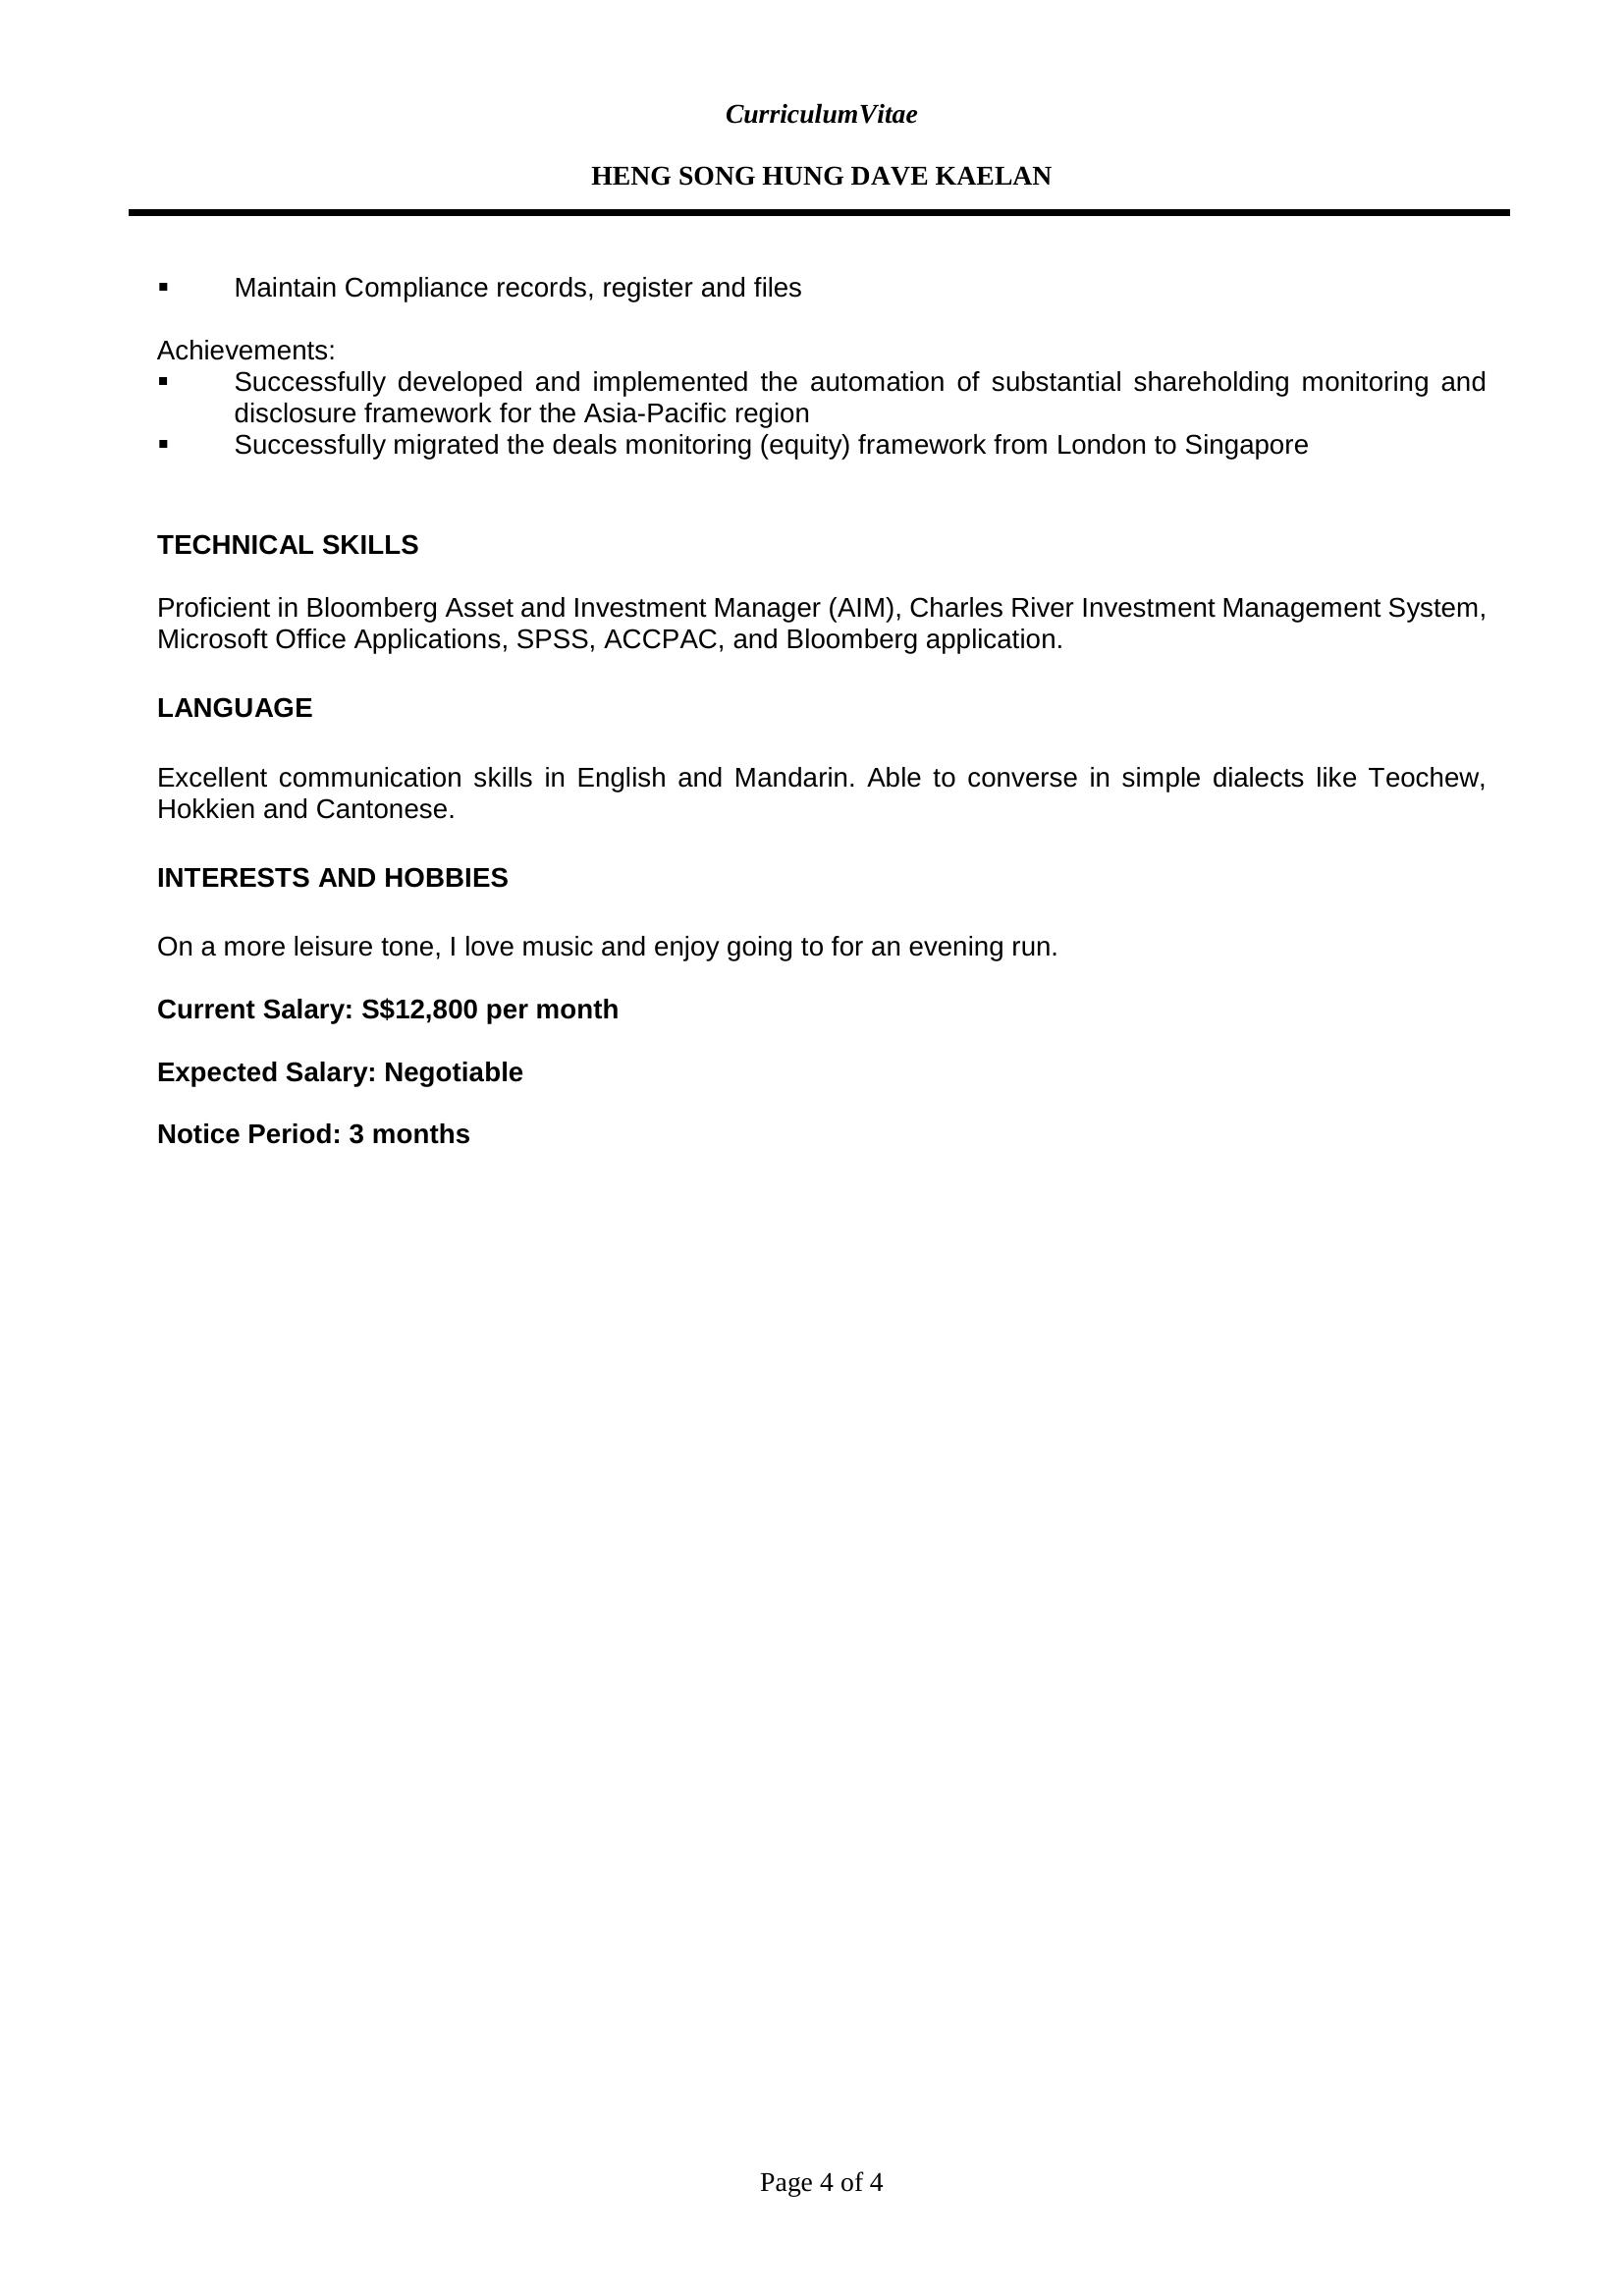 CurriculumVitae
HENG SONG HUNG DAVE KAELAN
▪ Maintain Compliance records, register and files
Achievements:
▪ Successfully developed and implemented the automation of substantial shareholding monitoring and
disclosure framework for the Asia-Pacific region
▪ Successfully migrated the deals monitoring (equity) framework from London to Singapore
TECHNICAL SKILLS
Proficient in Bloomberg Asset and Investment Manager (AIM), Charles River Investment Management System,
Microsoft Office Applications, SPSS, ACCPAC, and Bloomberg application.
LANGUAGE
Excellent communication skills in English and Mandarin. Able to converse in simple dialects like Teochew,
Hokkien and Cantonese.
INTERESTS AND HOBBIES
On a more leisure tone, I love music and enjoy going to for an evening run.
Current Salary: S$12,800 per month
Expected Salary: Negotiable
Notice Period: 3 months
Page 4 of 4